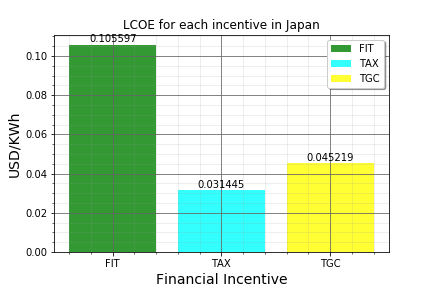 LCOE for each incentive in Japan
0.105597
0.031445
0.045219
FIT
TAX
TGC
0.10
0.08
0.06
0.04
0.02
0.00
USD/KWh
FIT
TAX
TGC
Financial Incentive